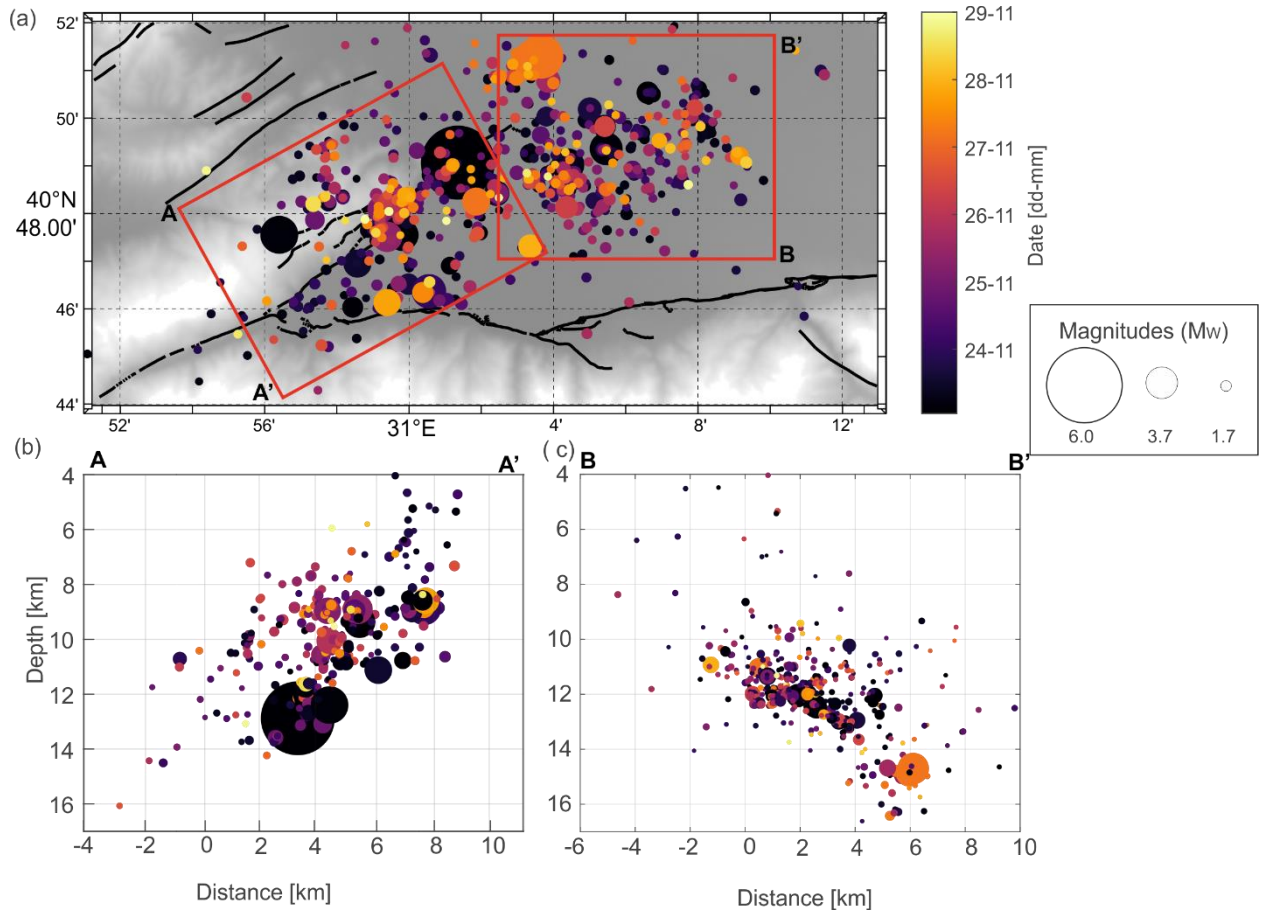 (a)
52'
50'
40°N
48.00'
46'
44'
52'
56'
31°E
4'
8'
12'
A
A'
B'
B
29-11
28-11
27-11
26-11
25-11
24-11
Date [dd-mm]
Magnitudes (Mw)
6.0 3.7 1.7
(b) A A'
4
6
8
10
12
14
16
Depth [km]
-4 -2 0 2 4 6 8 10
Distance [km]
( c) B B'
4
6
8
10
12
14
16
-6 -4 -2 0 2 4 6 8 10
Distance [km]